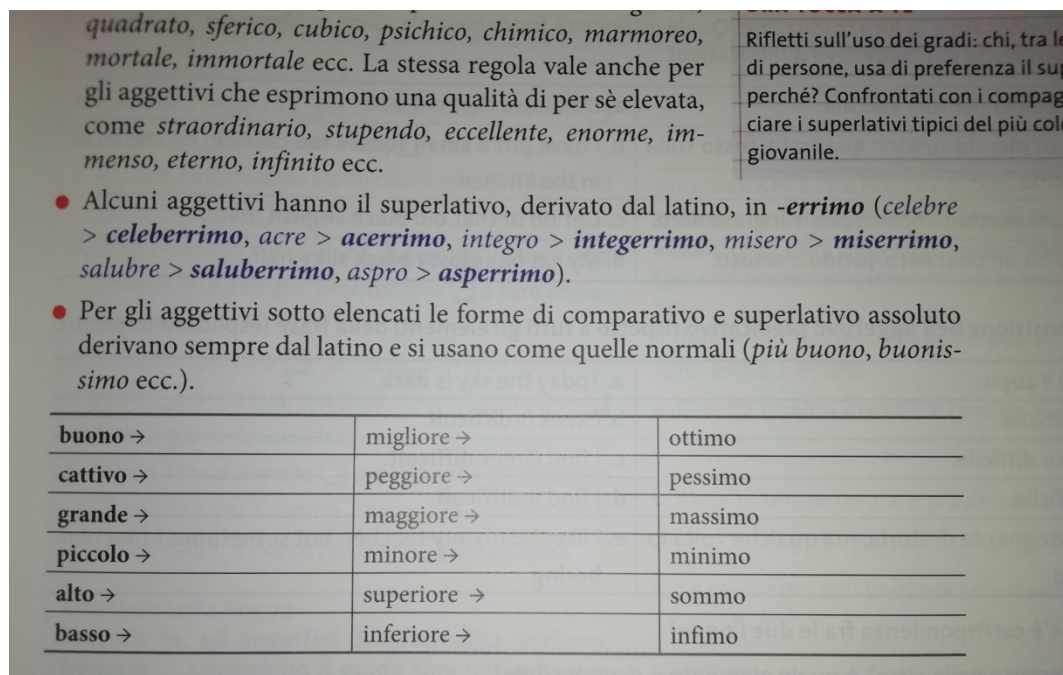 quadrato, sferico, cubico, psichico, chimico, marmoreo,
mortale, immortale ecc. La stessa regola vale anche per
gli aggettivi che esprimono una qualità di per sè elevata,
come straordinario, stupendo, eccellente, enorme, im-
menso, eterno, infinito ecc.
Rifletti sull'uso dei gradi: chi, tra le
di persone, usa di preferenza il su
perché? Confrontati con i compag
ciare i superlativi tipici del più col
giovanile.
• Alcuni aggettivi hanno il superlativo, derivato dal latino, in -errimo (celebre
> celeberrimo, acre > acerrimo, integro > integerrimo, misero > miserrimo,
salubre > saluberrimo, aspro > asperrimo).
• Per gli aggettivi sotto elencati le forme di comparativo e superlativo assoluto
derivano sempre dal latino e si usano come quelle normali (più buono, buonis-
simo ecc.).
buono → migliore → ottimo
cattivo → peggiore → pessimo
grande → maggiore → massimo
piccolo → minore → minimo
alto → superiore → sommo
basso → inferiore → infimo